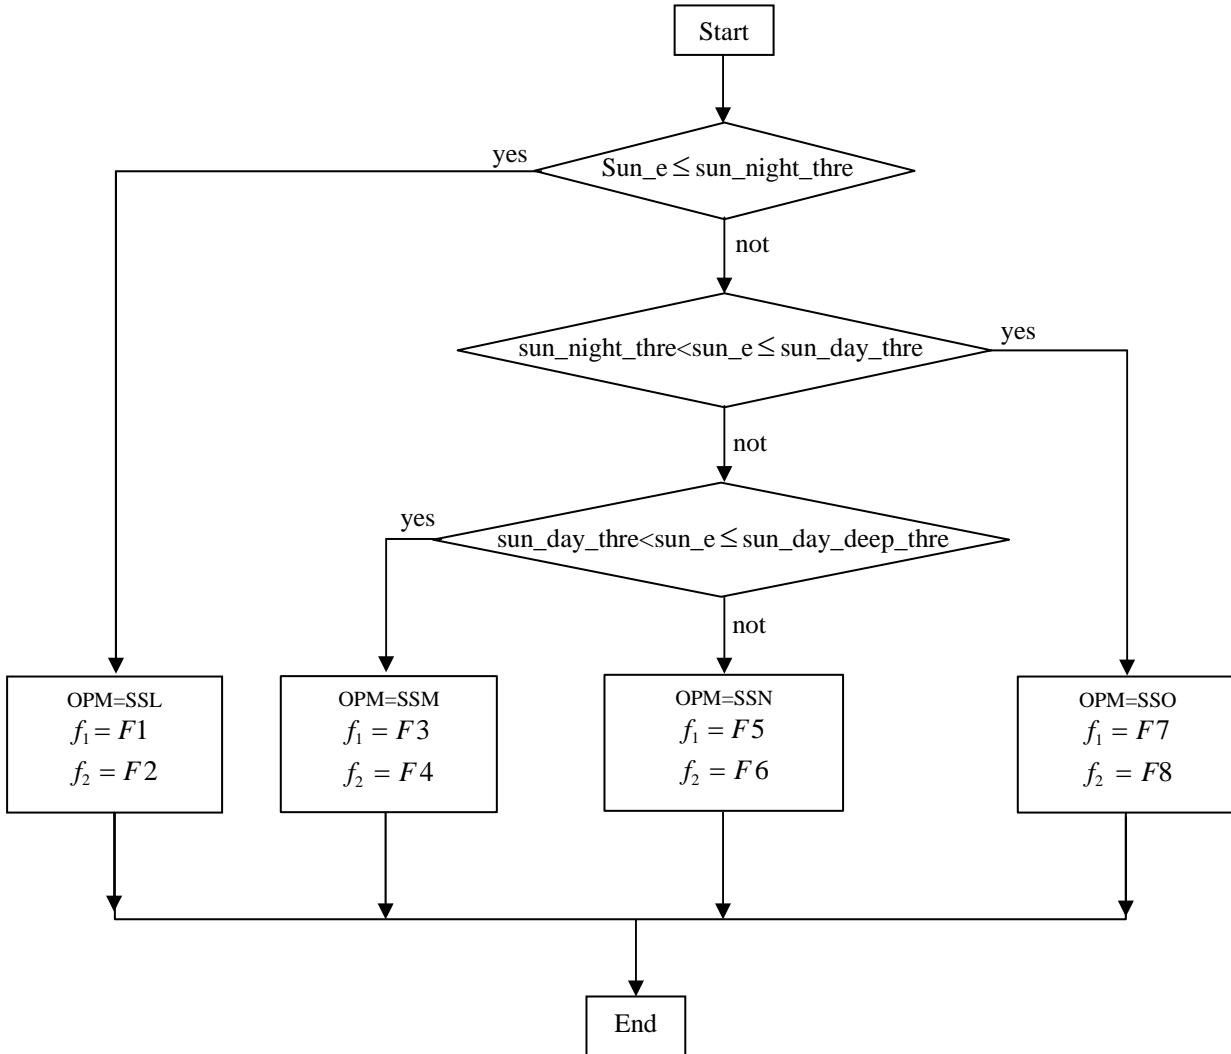 Start
yes
Sun_e ≤ sun_night_thre
not
yes
sun_night_thre<sun_e ≤ sun_day_thre
not
yes
sun_day_thre<sun_e ≤ sun_day_deep_thre
not
OPM=SSL
f₁ = F1
f₂ = F2
OPM=SSM
f₁ = F3
f₂ = F4
OPM=SSN
f₁ = F5
f₂ = F6
OPM=SSO
f₁ = F7
f₂ = F8
End